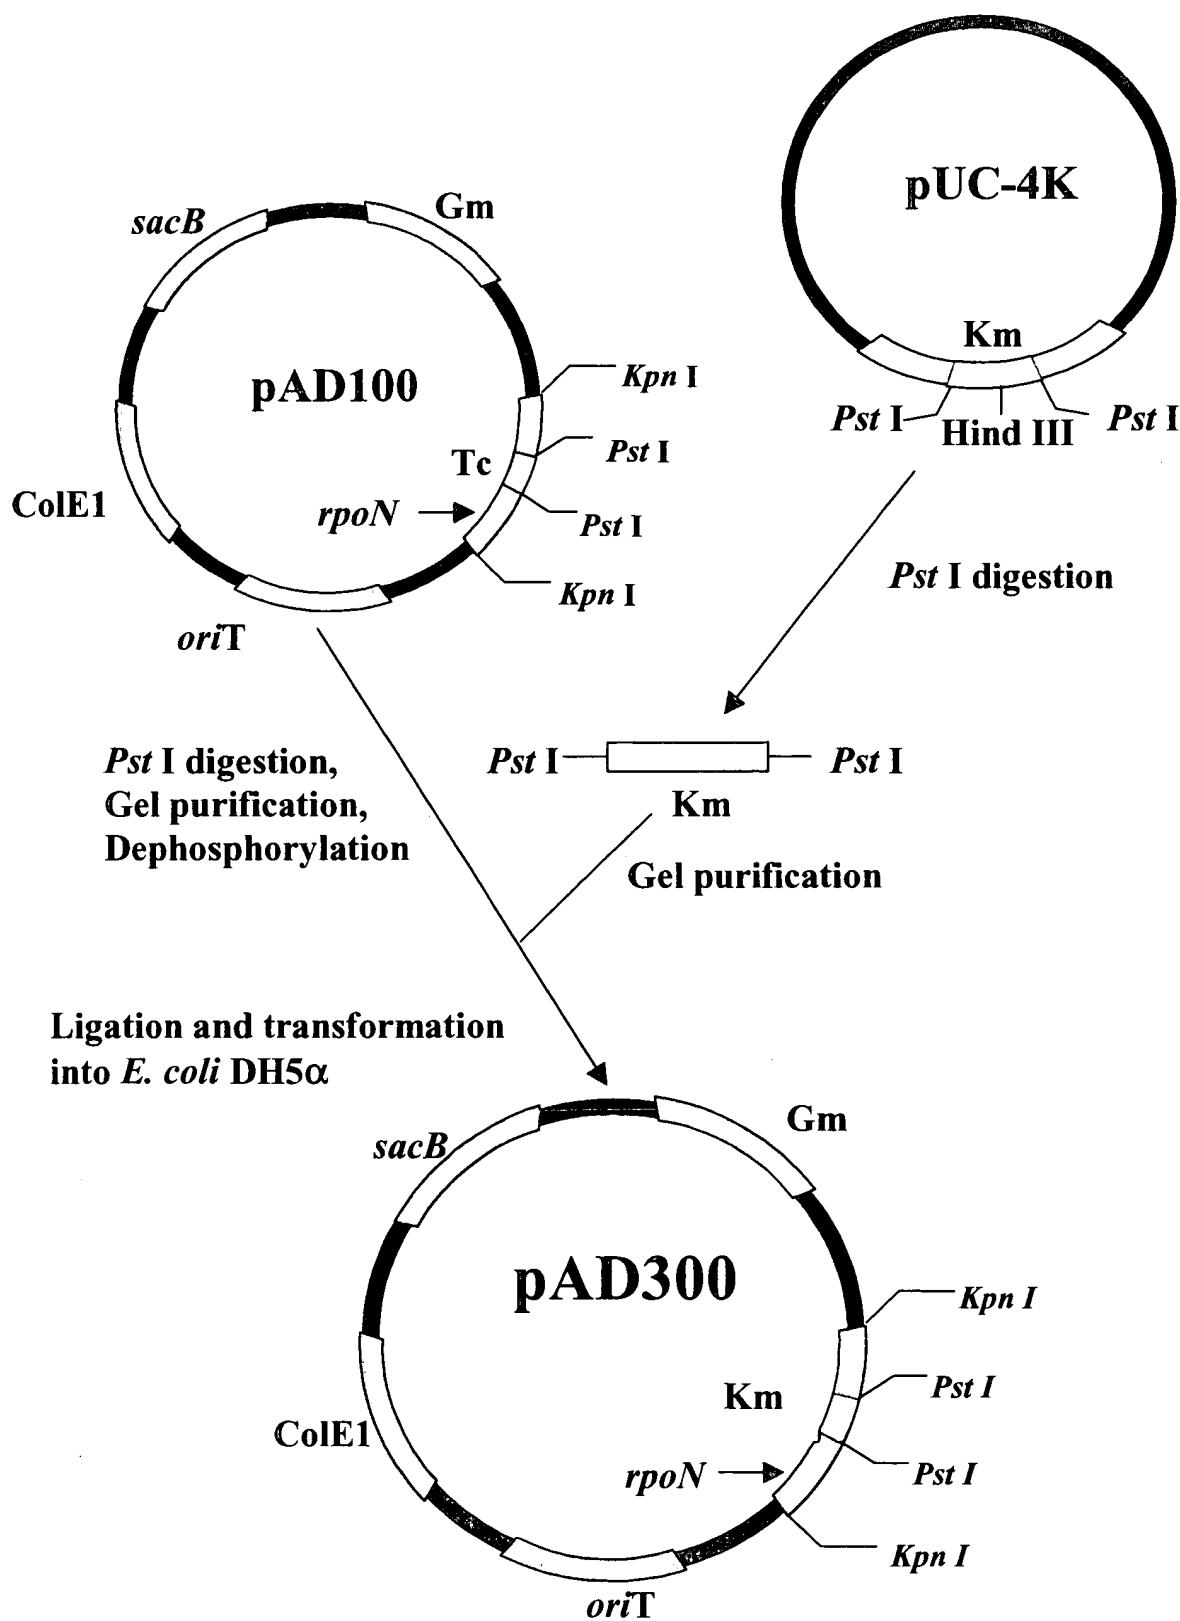 pUC-4K
Km
Pst I
Hind III
Pst I
sacB
Gm
pAD100
Kpn I
Pst I
Tc
rpoN
Pst I
Kpn I
ColE1
oriT
Pst I digestion
Pst I
Pst I
Km
Pst I digestion,
Gel purification,
Dephosphorylation
Gel purification
Ligation and transformation
into E. coli DH5α
sacB
Gm
pAD300
Kpn I
Pst I
Km
Pst I
rpoN
Kpn I
ColE1
oriT